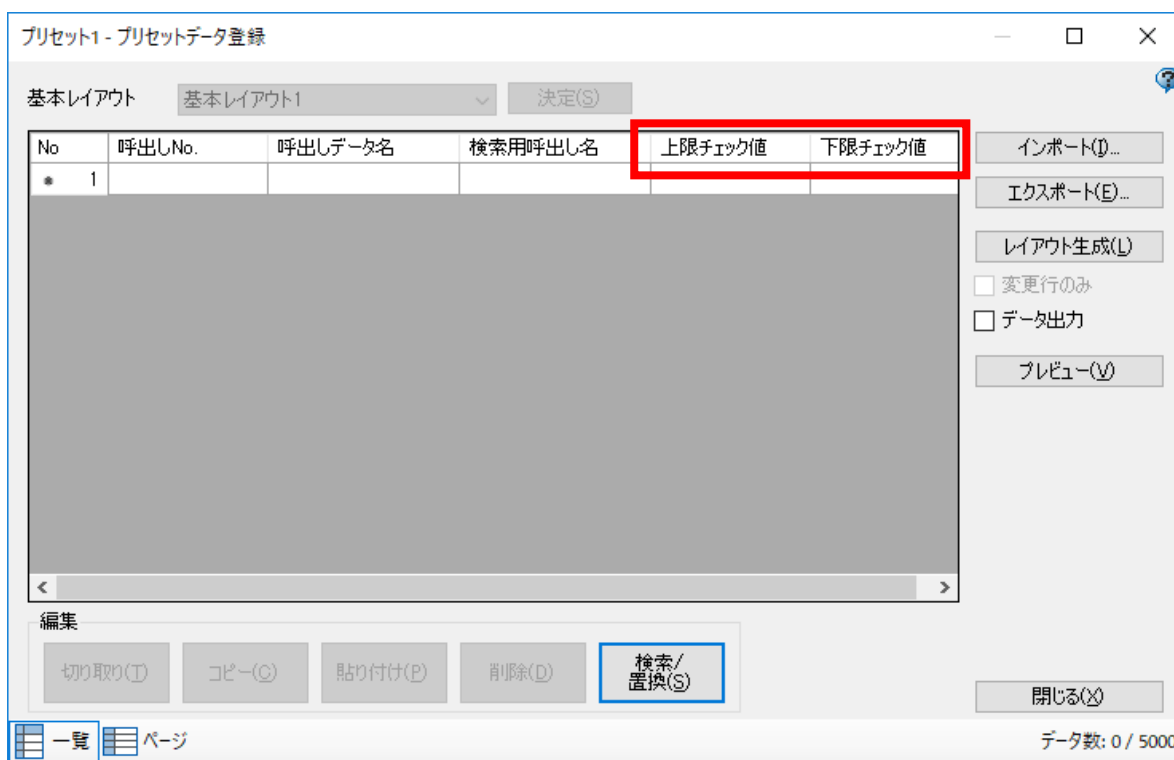 プリセット1 - プリセットデータ登録
基本レイアウト 基本レイアウト1 決定(S)
No 呼出しNo. 呼出しデータ名 検索用呼出し名 上限チェック値 下限チェック値
1
インポート(I)...
エクスポート(E)...
レイアウト生成(L)
変更行のみ
データ出力
プレビュー(V)
編集
切り取り(T) コピー(C) 貼り付け(P) 削除(D) 検索/
置換(S)
閉じる(X)
一覧 ページ データ数: 0 / 5000